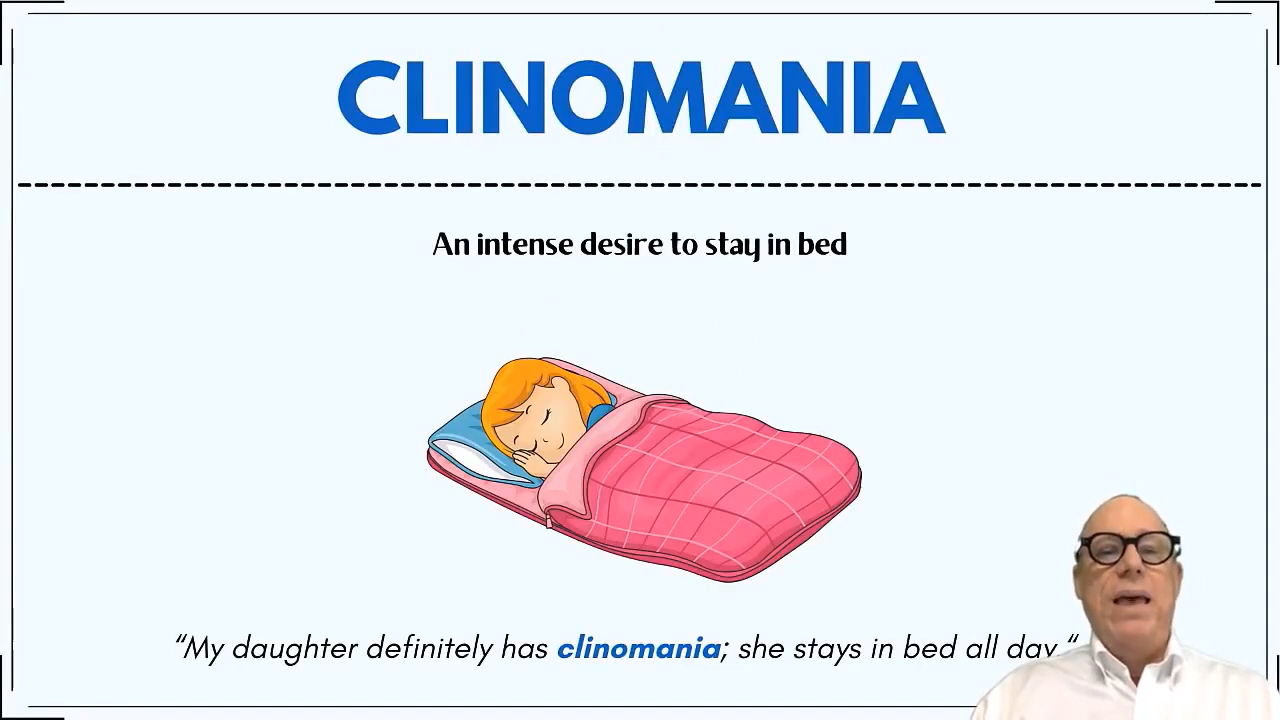 CLINOMANIA
An intense desire to stay in bed
“My daughter definitely has clinomania; she stays in bed all day “